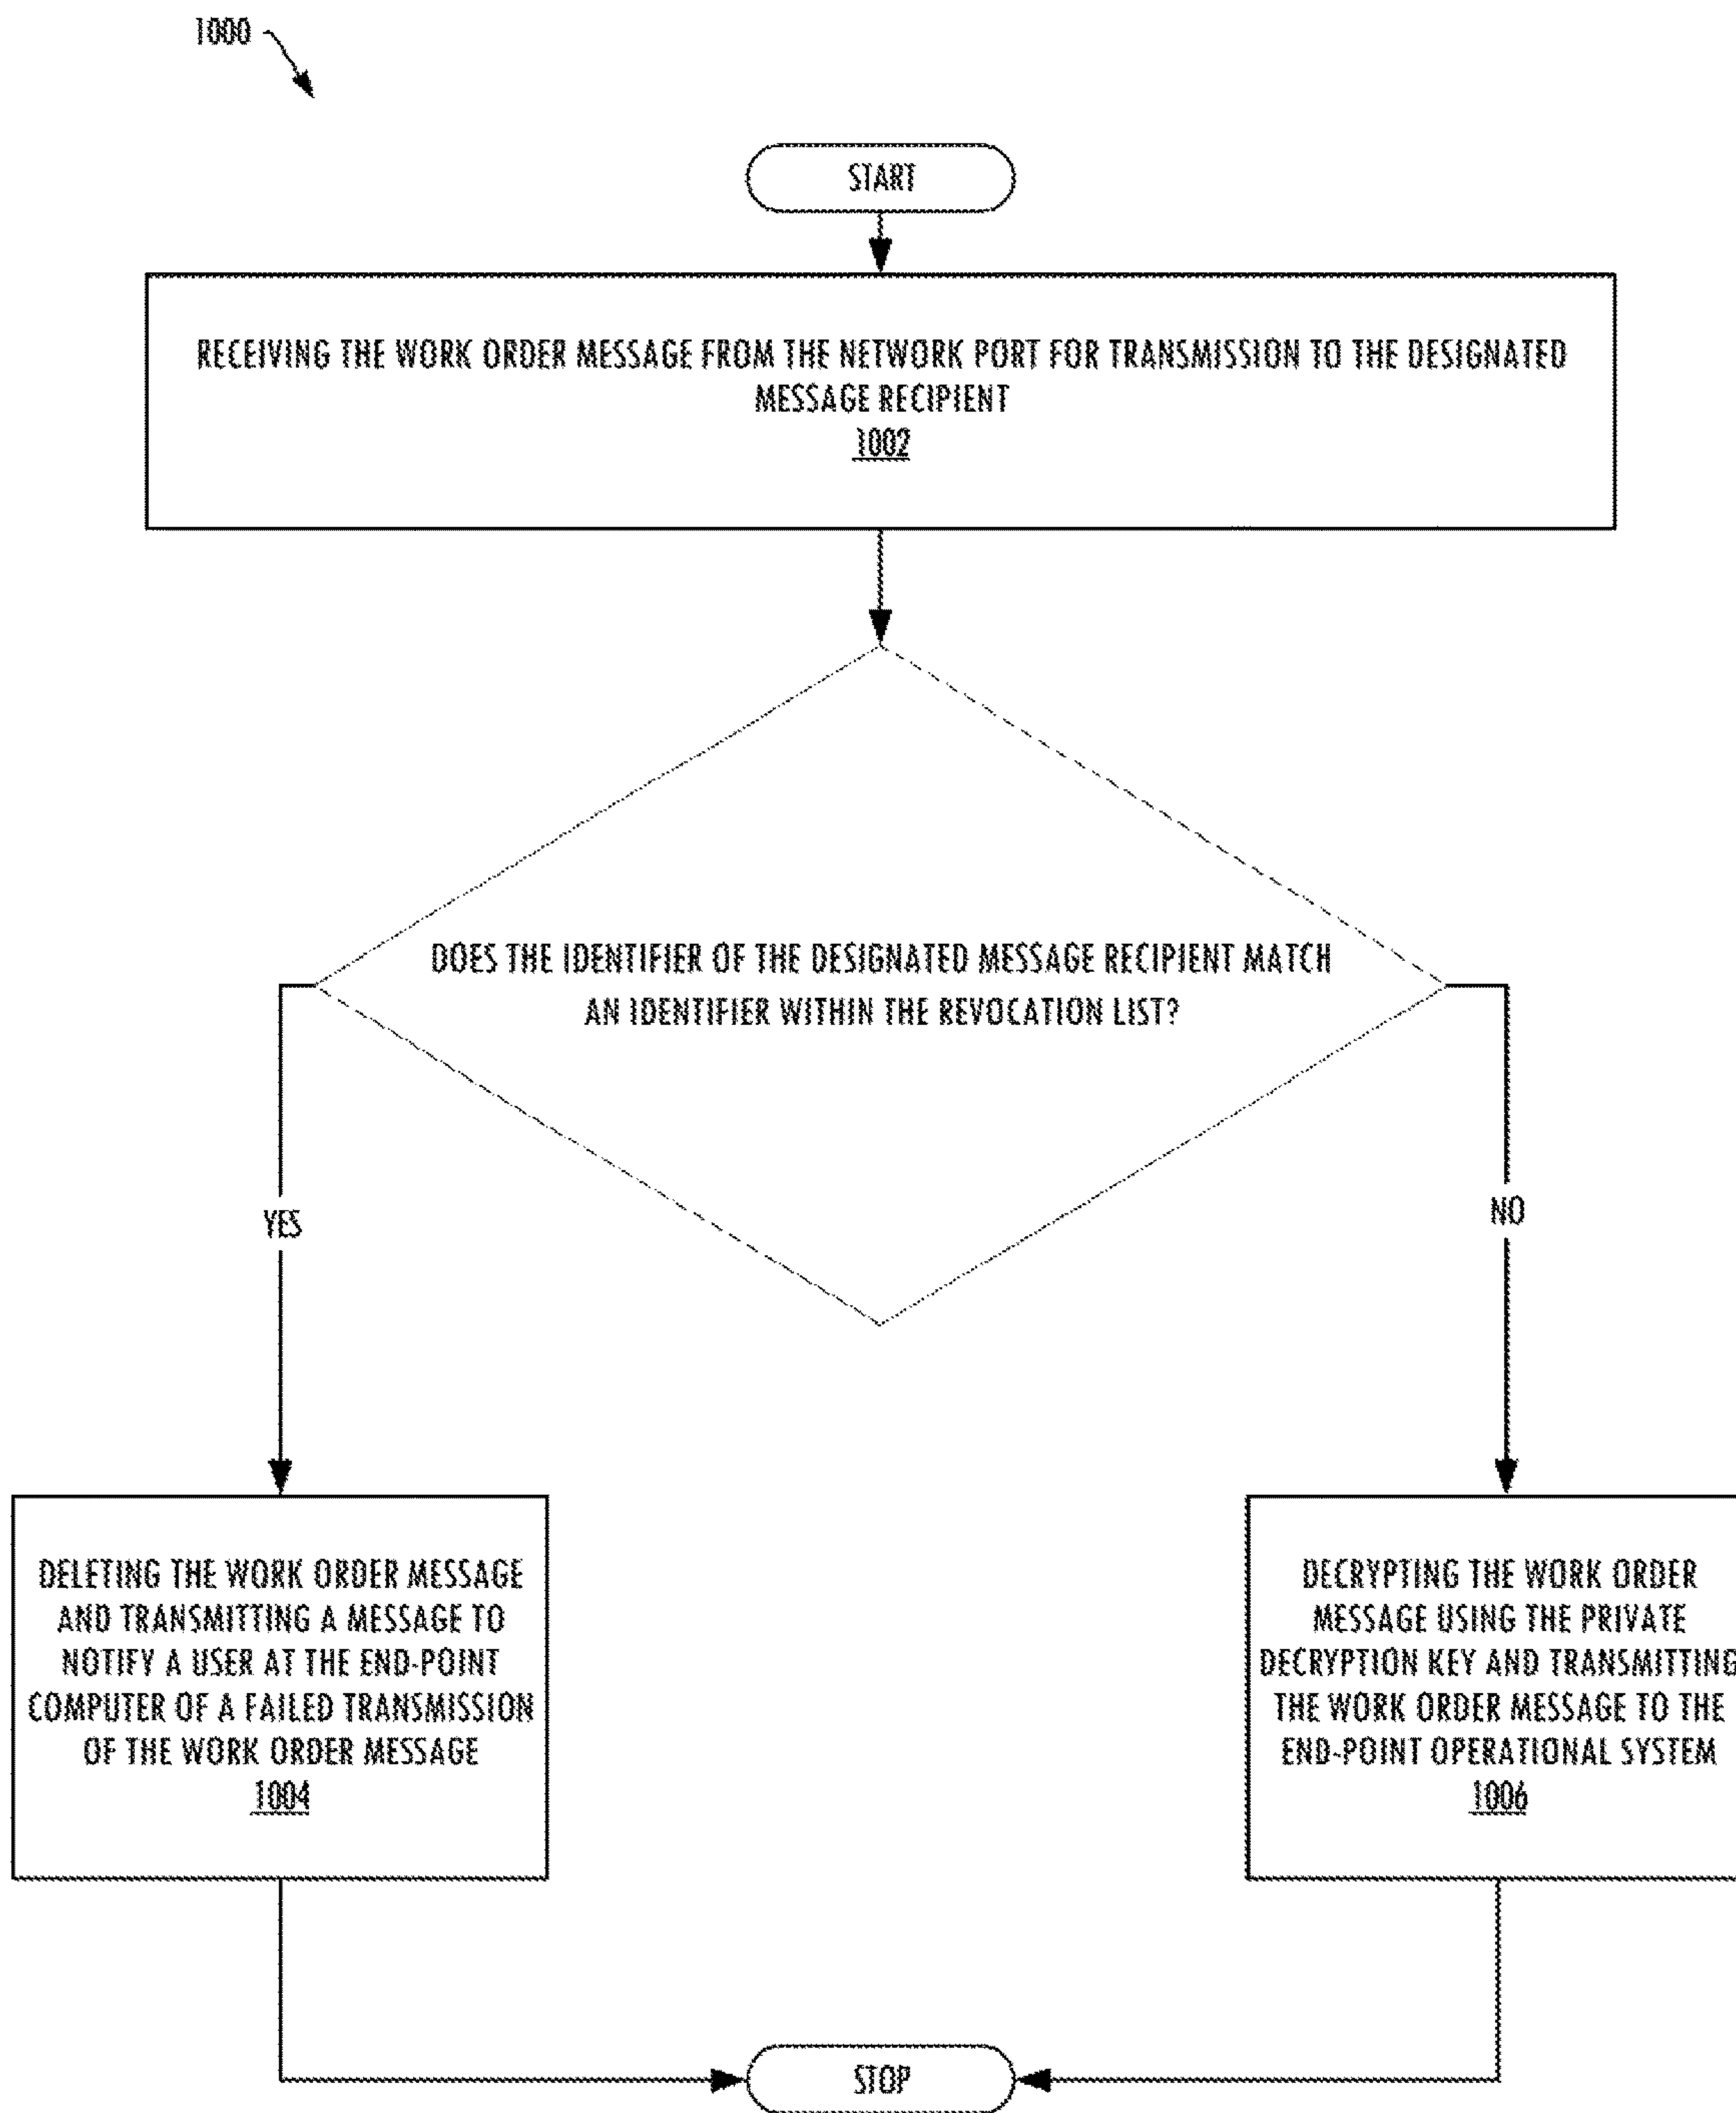 1000
START
RECEIVING THE WORK ORDER MESSAGE FROM THE NETWORK PORT FOR TRANSMISSION TO THE DESIGNATED
MESSAGE RECIPIENT
1002
DOES THE IDENTIFIER OF THE DESIGNATED MESSAGE RECIPIENT MATCH
AN IDENTIFIER WITHIN THE REVOCATION LIST?
YES
NO
DELETING THE WORK ORDER MESSAGE
AND TRANSMITTING A MESSAGE TO
NOTIFY A USER AT THE END-POINT
COMPUTER OF A FAILED TRANSMISSION
OF THE WORK ORDER MESSAGE
1004
DECRYPTING THE WORK ORDER
MESSAGE USING THE PRIVATE
DECRYPTION KEY AND TRANSMITTING
THE WORK ORDER MESSAGE TO THE
END-POINT OPERATIONAL SYSTEM
1006
STOP